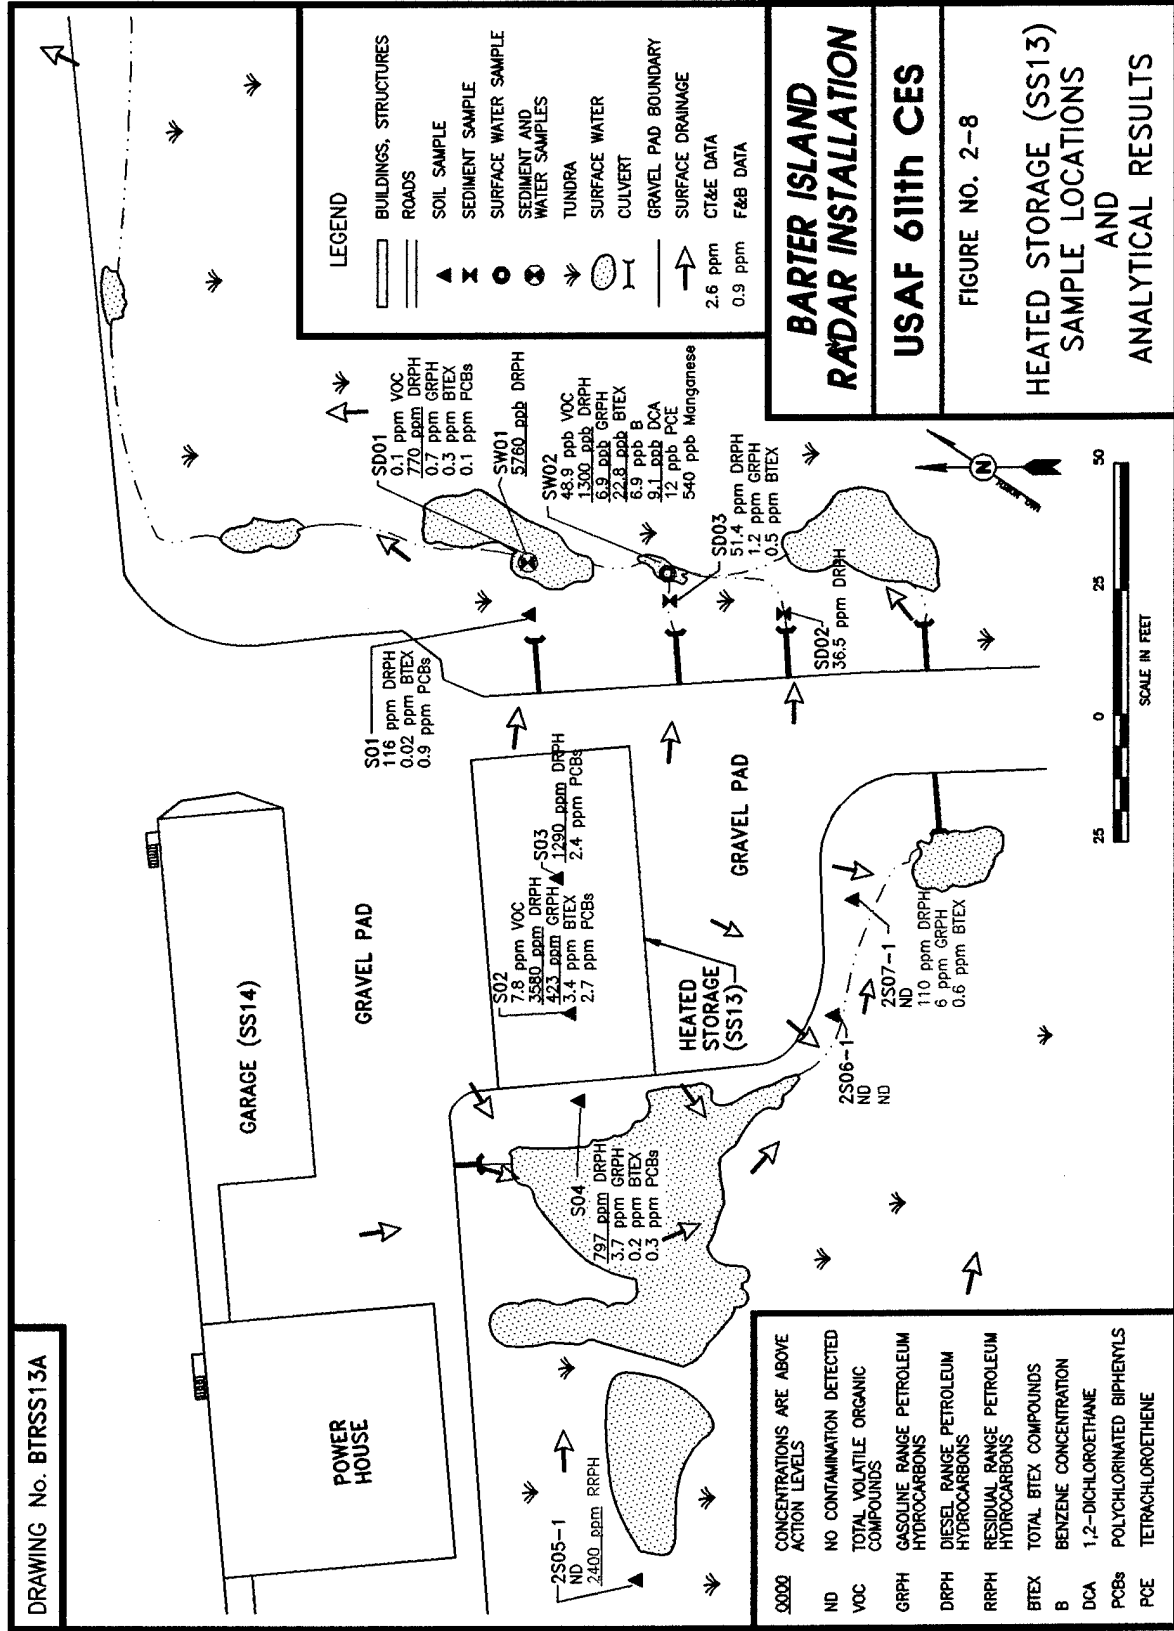 DRAWING No. BTRSS13A
POWER
HOUSE
GARAGE (SS14)
GRAVEL PAD
HEATED
STORAGE
(SS13)
GRAVEL PAD
2S05-1
ND
2400 ppm RRPH
S04
797 ppm DRPH
3.7 ppm GRPH
0.2 ppm BTEX
0.3 ppm PCBs
S02
7.8 ppm VOC
3580 ppm DRPH
423 ppm GRPH
3.4 ppm BTEX
2.7 ppm PCBs
S03
1290 ppm DRPH
2.4 ppm PCBs
2S06-1
ND
ND
2S07-1
ND
110 ppm DRPH
6 ppm GRPH
0.6 ppm BTEX
S01
116 ppm DRPH
0.02 ppm BTEX
0.9 ppm PCBs
SD01
0.1 ppm VOC
770 ppm DRPH
0.7 ppm GRPH
0.3 ppm BTEX
0.1 ppm PCBs
SW01
5760 ppb DRPH
SW02
48.9 ppb VOC
1300 ppb DRPH
6.9 ppb GRPH
22.8 ppb BTEX
6.9 ppb B
9.1 ppb DCA
12 ppb PCE
540 ppb Manganese
SD03
51.4 ppm DRPH
1.2 ppm GRPH
0.5 ppm BTEX
SD02
36.5 ppm DRPH
N
25
0
25
50
SCALE IN FEET
0000 CONCENTRATIONS ARE ABOVE
ACTION LEVELS
ND NO CONTAMINATION DETECTED
VOC TOTAL VOLATILE ORGANIC
COMPOUNDS
GRPH GASOLINE RANGE PETROLEUM
HYDROCARBONS
DRPH DIESEL RANGE PETROLEUM
HYDROCARBONS
RRPH RESIDUAL RANGE PETROLEUM
HYDROCARBONS
BTEX TOTAL BTEX COMPOUNDS
B BENZENE CONCENTRATION
DCA 1,2-DICHLOROETHANE
PCBs POLYCHLORINATED BIPHENYLS
PCE TETRACHLOROETHENE
LEGEND
BUILDINGS, STRUCTURES
ROADS
SOIL SAMPLE
SEDIMENT SAMPLE
SURFACE WATER SAMPLE
SEDIMENT AND
WATER SAMPLES
TUNDRA
SURFACE WATER
CULVERT
GRAVEL PAD BOUNDARY
SURFACE DRAINAGE
2.6 ppm CT&E DATA
0.9 ppm F&B DATA
BARTER ISLAND
RADAR INSTALLATION
USAF 611th CES
FIGURE NO. 2-8
HEATED STORAGE (SS13)
SAMPLE LOCATIONS
AND
ANALYTICAL RESULTS